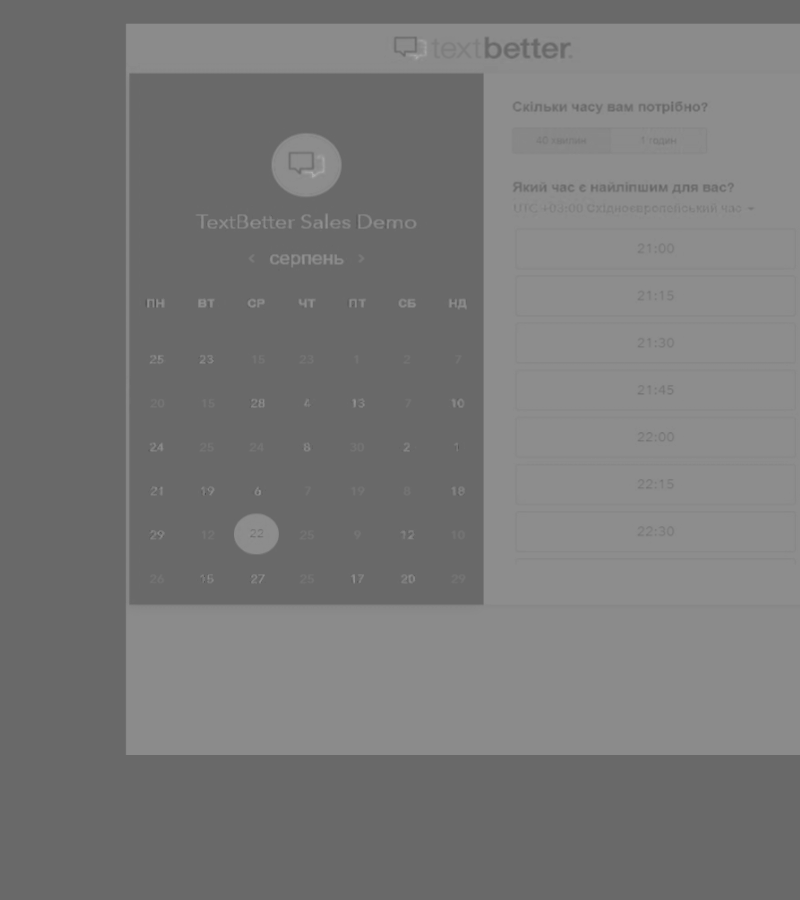 textbetter.
TextBetter Sales Demo
‹ серпень ›
ПН ВТ СР ЧТ ПТ СБ НД
25 23 16 23 1 2 7
20 15 28 4 13 7 10
24 25 24 8 30 2 1
21 19 6 7 19 8 18
29 12 22 25 9 12 10
26 15 27 25 17 20 29
Скільки часу вам потрібно?
40 хвилин 1 годин
Який час є найліпшим для вас?
UTC +03:00 Східноєвропейський час
21:00
21:15
21:30
21:45
22:00
22:15
22:30